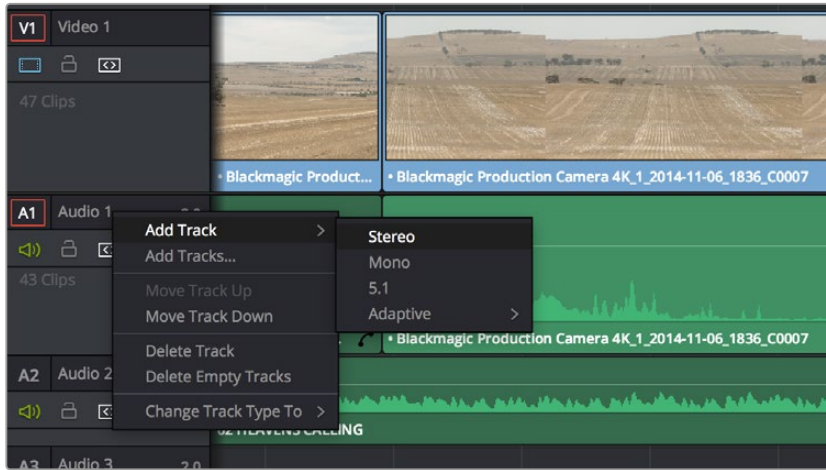 V1 Video 1
47 Clips
• Blackmagic Product...
• Blackmagic Production Camera 4K_1_2014-11-06_1836_C0007
A1 Audio 1
43 Clips
Add Track >
Add Tracks...
Move Track Up
Move Track Down
Delete Track
Delete Empty Tracks
Change Track Type To >
Stereo
Mono
5.1
Adaptive >
• Blackmagic Production Camera 4K_1_2014-11-06_1836_C0007
A2 Audio 2
HEAVENS CALLING
A3 Audio 3 2.0